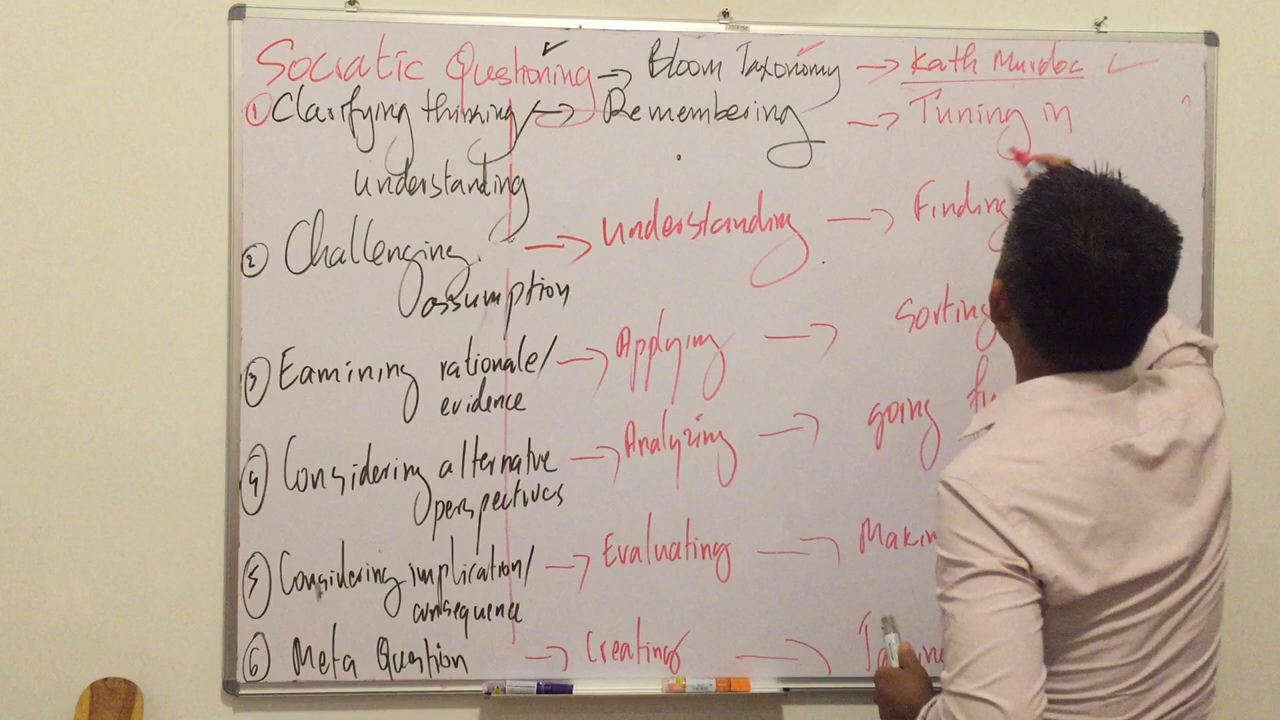 Socratic Questioning → Bloom Taxonomy → Kath Murdoc
① Clarifying thinking/ → Remembering → Tuning in
understanding
② Challenging → Understanding → Finding
assumption
③ Eamining rationale/ → Applying → Sorting
evidence
④ Considering alternative → Analyzing → going
perspectives
⑤ Considering implication/ → Evaluating → Makin
consequence
⑥ Meta Question → Creating →